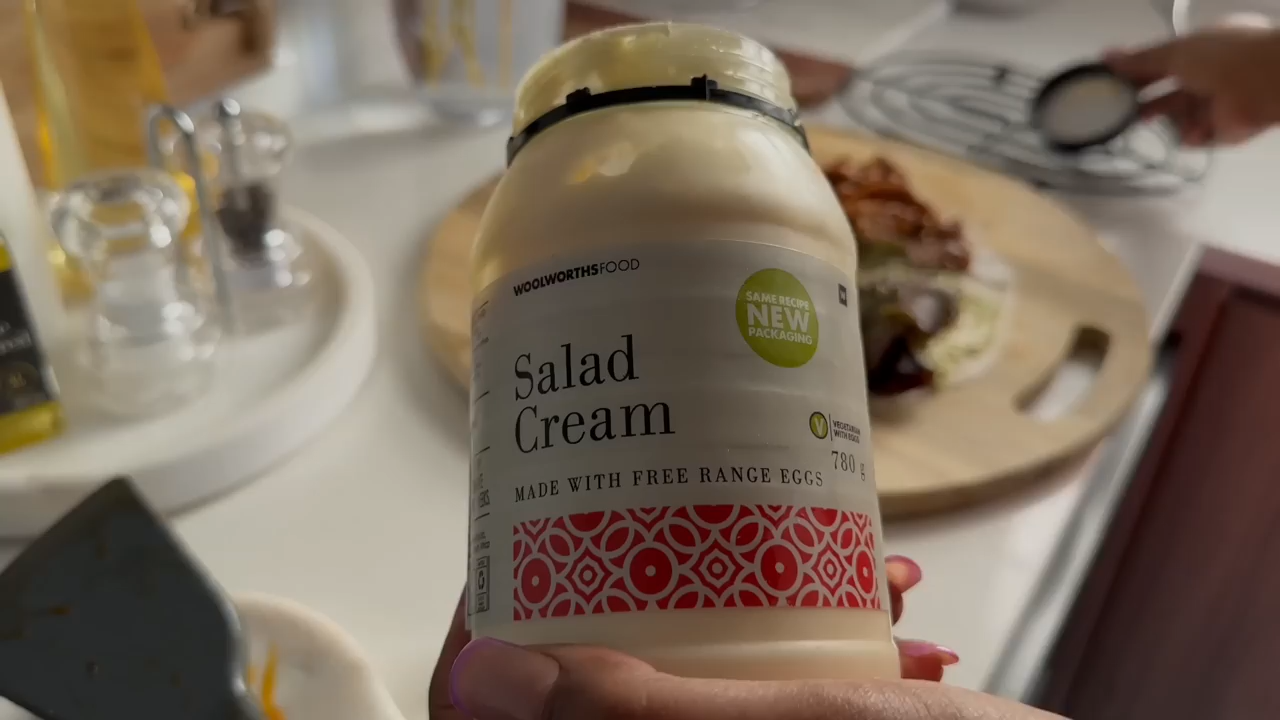 WOOLWORTHSFOOD
SAME RECIPE
NEW
PACKAGING
W
Salad
Cream
V
VEGETARIAN
WITH EGGS
780 g
MADE WITH FREE RANGE EGGS